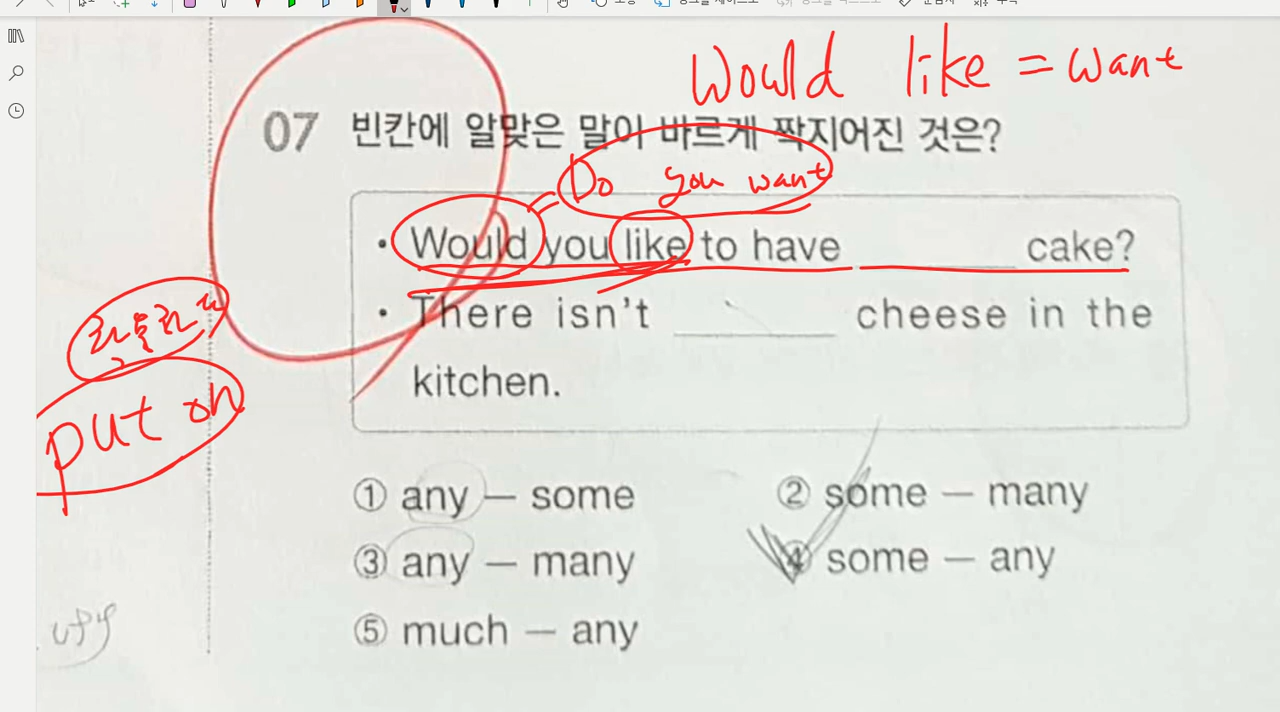 Would like = want
07 빈칸에 알맞은 말이 바르게 짝지어진 것은?
Do you want
• Would you like to have ______ cake?
• There isn't ______ cheese in the
kitchen.
put on
① any — some
② some — many
③ any — many
④ some — any
⑤ much — any